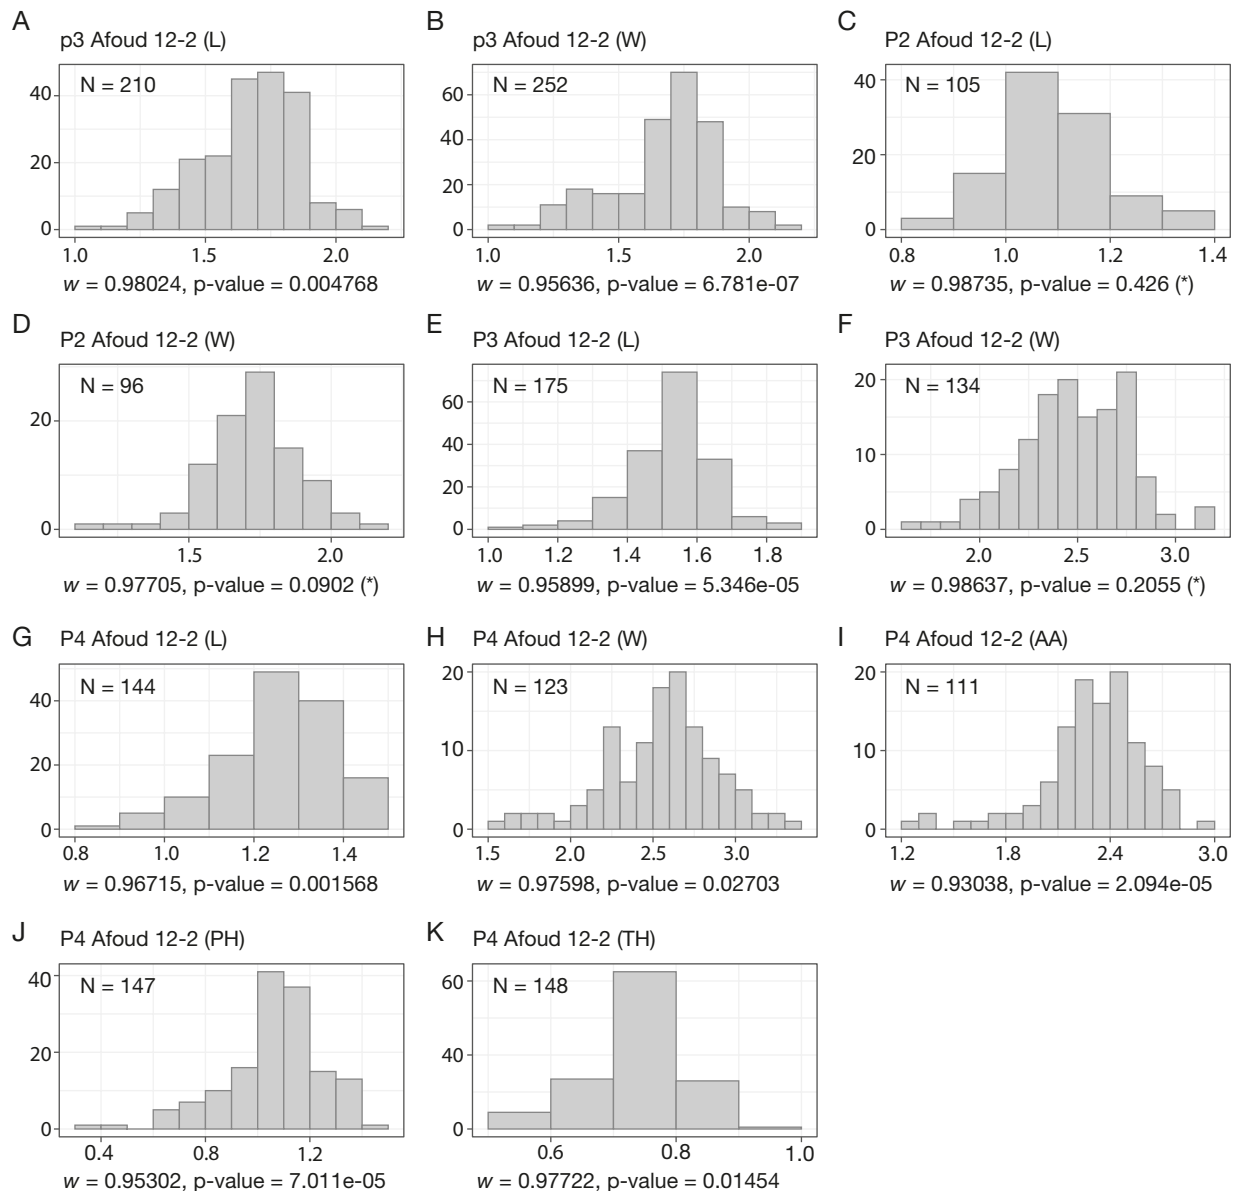 A
p3 Afoud 12-2 (L)
N = 210
40
20
0
1.0 1.5 2.0
w = 0.98024, p-value = 0.004768
B
p3 Afoud 12-2 (W)
N = 252
60
40
20
0
1.0 1.5 2.0
w = 0.95636, p-value = 6.781e-07
C
P2 Afoud 12-2 (L)
N = 105
40
20
0
0.8 1.0 1.2 1.4
w = 0.98735, p-value = 0.426 (*)
D
P2 Afoud 12-2 (W)
N = 96
20
0
1.5 2.0
w = 0.97705, p-value = 0.0902 (*)
E
P3 Afoud 12-2 (L)
N = 175
60
40
20
0
1.0 1.2 1.4 1.6 1.8
w = 0.95899, p-value = 5.346e-05
F
P3 Afoud 12-2 (W)
N = 134
20
10
0
2.0 2.5 3.0
w = 0.98637, p-value = 0.2055 (*)
G
P4 Afoud 12-2 (L)
N = 144
40
20
0
0.8 1.0 1.2 1.4
w = 0.96715, p-value = 0.001568
H
P4 Afoud 12-2 (W)
N = 123
20
10
0
1.5 2.0 2.5 3.0
w = 0.97598, p-value = 0.02703
I
P4 Afoud 12-2 (AA)
N = 111
20
10
0
1.2 1.8 2.4 3.0
w = 0.93038, p-value = 2.094e-05
J
P4 Afoud 12-2 (PH)
N = 147
40
20
0
0.4 0.8 1.2
w = 0.95302, p-value = 7.011e-05
K
P4 Afoud 12-2 (TH)
N = 148
60
40
0
0.6 0.8 1.0
w = 0.97722, p-value = 0.01454